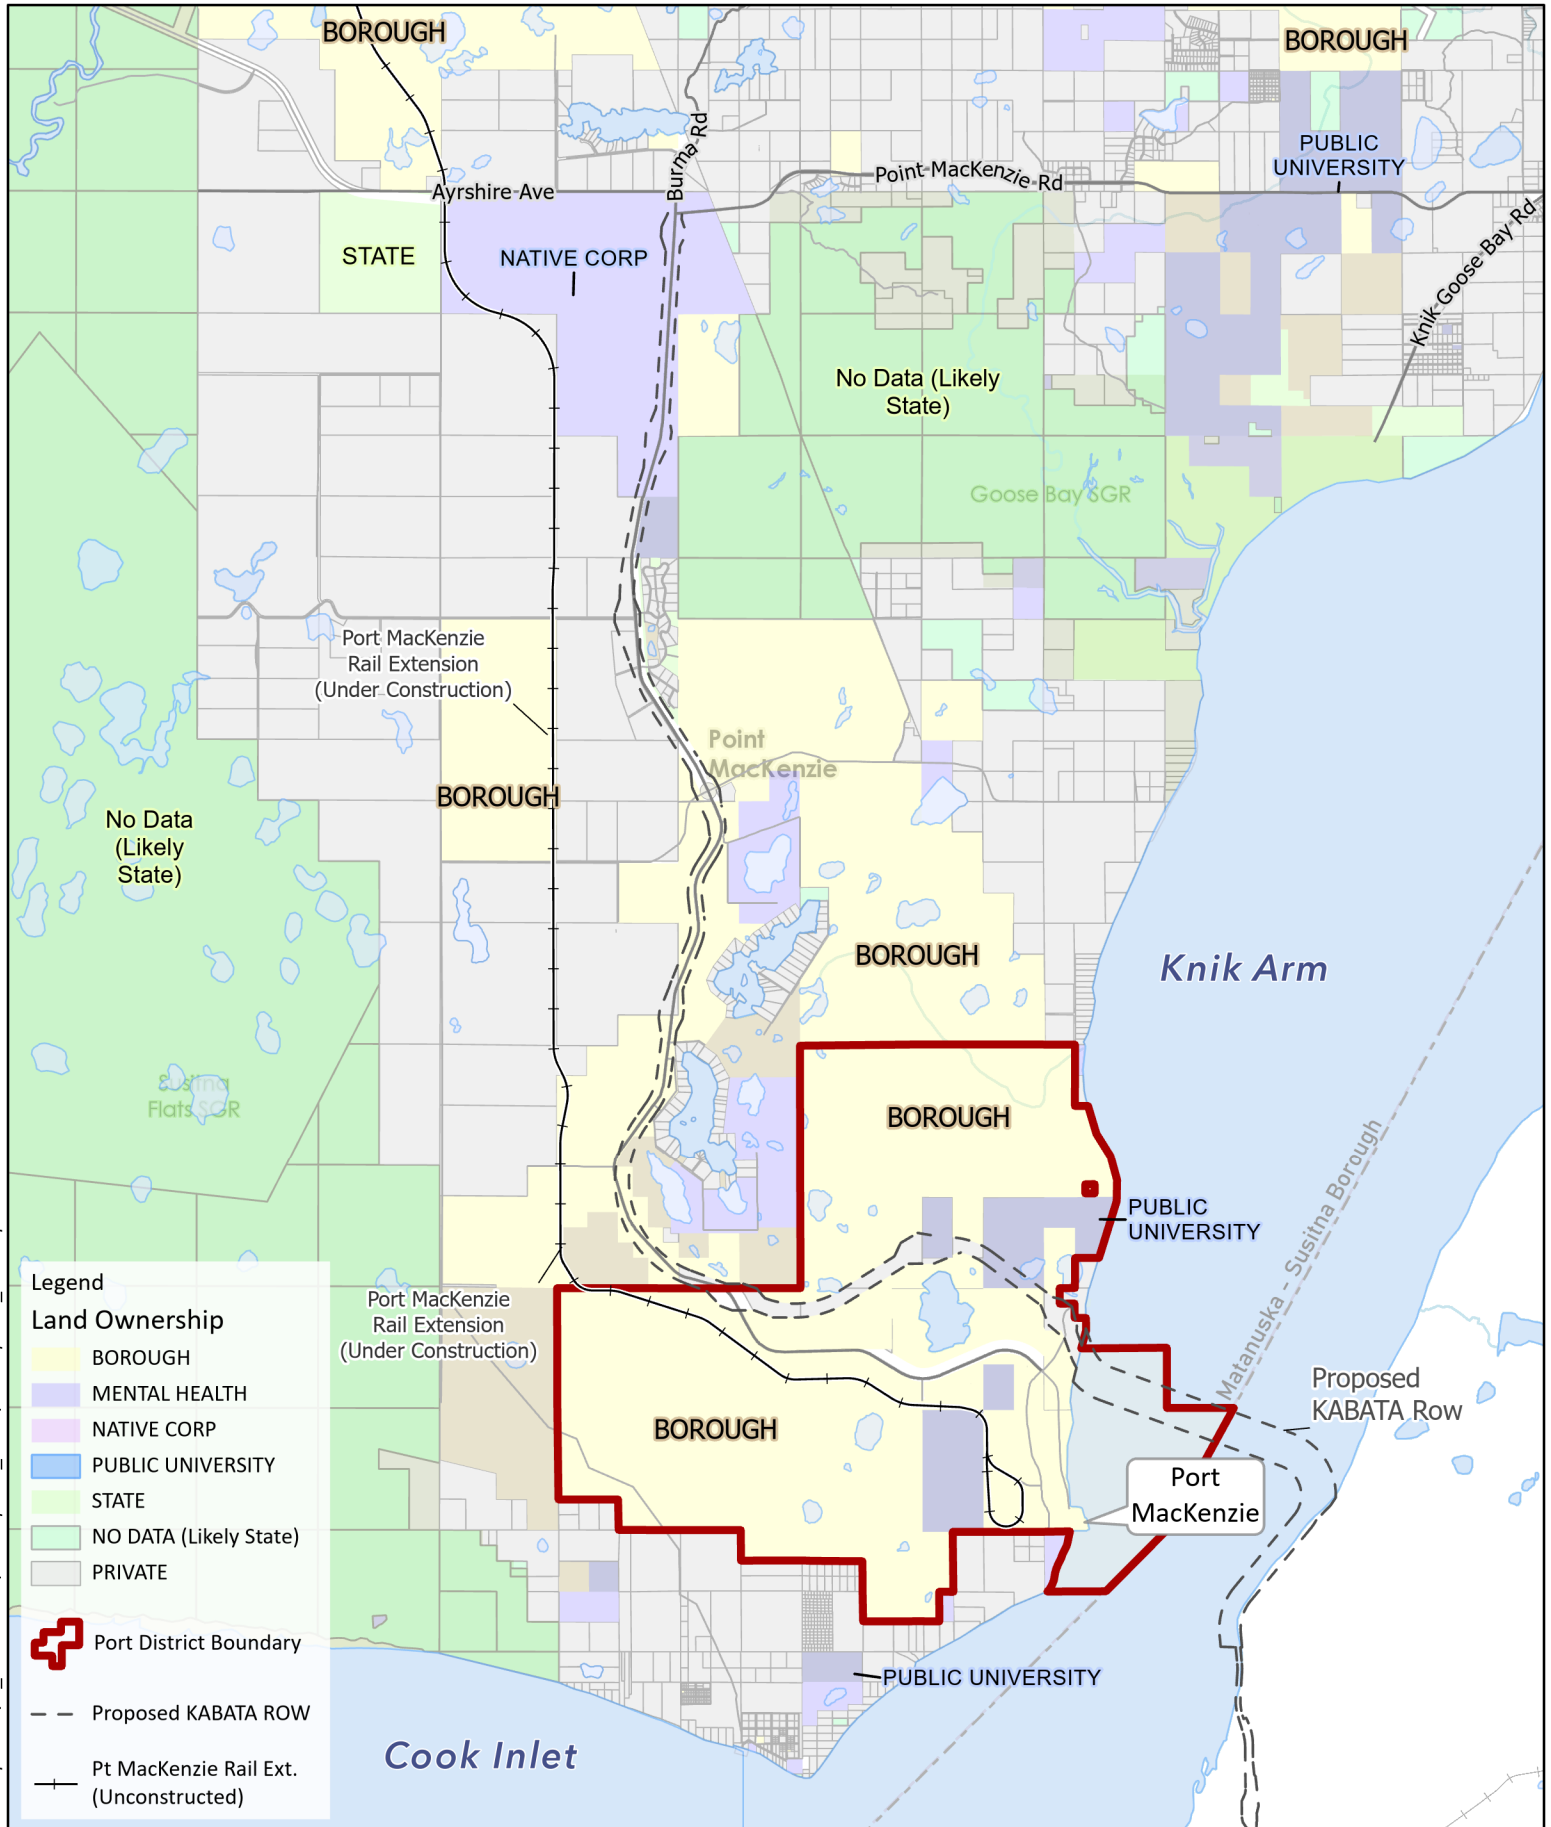 BOROUGH
BOROUGH
Burma Rd
PUBLIC
UNIVERSITY
Point MacKenzie Rd
Ayrshire Ave
Knik-Goose Bay Rd
STATE
NATIVE CORP
No Data (Likely
State)
Goose Bay SGR
Port MacKenzie
Rail Extension
(Under Construction)
Point
MacKenzie
BOROUGH
No Data
(Likely
State)
BOROUGH
Knik Arm
Susitna
Flats SGR
BOROUGH
Matanuska - Susitna Borough
PUBLIC
UNIVERSITY
Port MacKenzie
Rail Extension
(Under Construction)
Proposed
KABATA Row
BOROUGH
Port
MacKenzie
PUBLIC UNIVERSITY
Cook Inlet
Legend
Land Ownership
BOROUGH
MENTAL HEALTH
NATIVE CORP
PUBLIC UNIVERSITY
STATE
NO DATA (Likely State)
PRIVATE
Port District Boundary
Proposed KABATA ROW
Pt MacKenzie Rail Ext.
(Unconstructed)